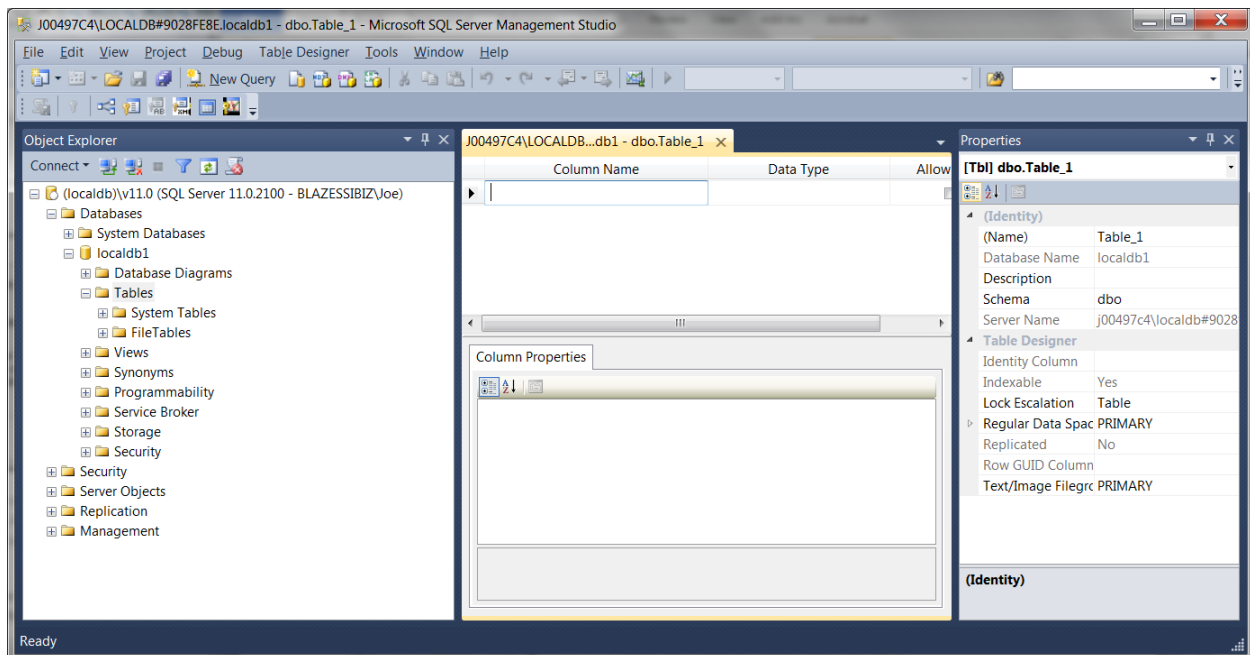 J00497C4\LOCALDB#9028FE8E.localdb1 - dbo.Table_1 - Microsoft SQL Server Management Studio
File Edit View Project Debug Table Designer Tools Window Help
New Query
Object Explorer
Connect
(localdb)\v11.0 (SQL Server 11.0.2100 - BLAZESSIBIZ\Joe)
Databases
System Databases
localdb1
Database Diagrams
Tables
System Tables
FileTables
Views
Synonyms
Programmability
Service Broker
Storage
Security
Security
Server Objects
Replication
Management
J00497C4\LOCALDB...db1 - dbo.Table_1
Column Name Data Type Allow
Column Properties
Properties
[Tbl] dbo.Table_1
(Identity)
(Name) Table_1
Database Name localdb1
Description
Schema dbo
Server Name j00497c4\localdb#9028
Table Designer
Identity Column
Indexable Yes
Lock Escalation Table
Regular Data Spac PRIMARY
Replicated No
Row GUID Column
Text/Image Filegrc PRIMARY
(Identity)
Ready